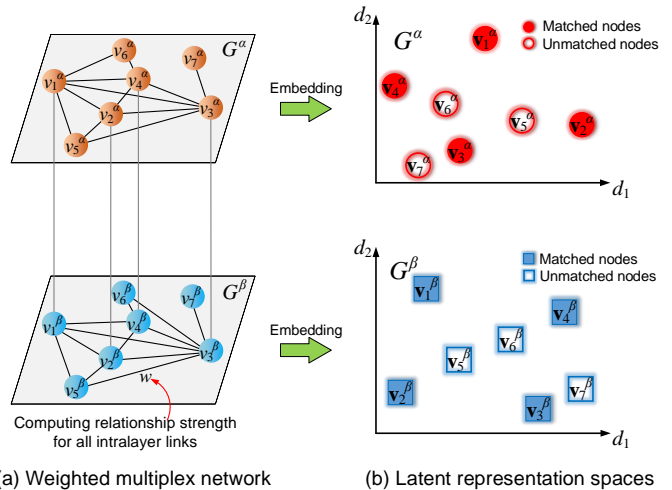 G^α
v_6^α
v_7^α
v_1^α
v_4^α
v_3^α
v_2^α
v_5^α
Embedding
d_2
G^α
v_1^α
Matched nodes
Unmatched nodes
v_4^α
v_6^α
v_5^α
v_2^α
v_3^α
v_7^α
d_1
G^β
v_6^β
v_7^β
v_1^β
v_4^β
v_3^β
v_2^β
v_5^β
w
Computing relationship strength
for all intralayer links
Embedding
d_2
G^β
Matched nodes
Unmatched nodes
v_1^β
v_4^β
v_6^β
v_5^β
v_2^β
v_7^β
v_3^β
d_1
(a) Weighted multiplex network
(b) Latent representation spaces